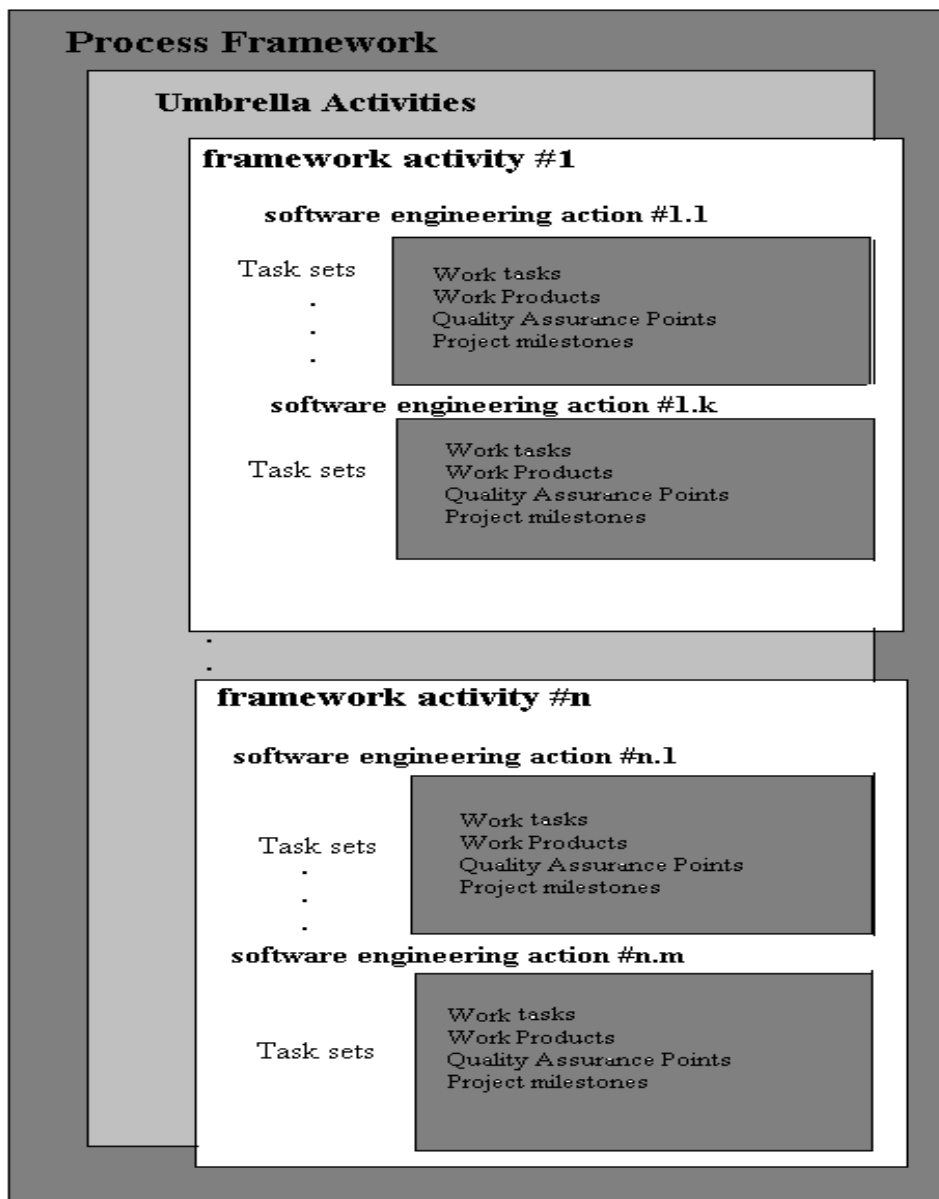 Process Framework
Umbrella Activities
framework activity #1
software engineering action #1.1
Task sets
Work tasks
Work Products
Quality Assurance Points
Project milestones
.
.
.
software engineering action #1.k
Task sets
Work tasks
Work Products
Quality Assurance Points
Project milestones
.
.
framework activity #n
software engineering action #n.1
Task sets
Work tasks
Work Products
Quality Assurance Points
Project milestones
.
.
.
software engineering action #n.m
Task sets
Work tasks
Work Products
Quality Assurance Points
Project milestones